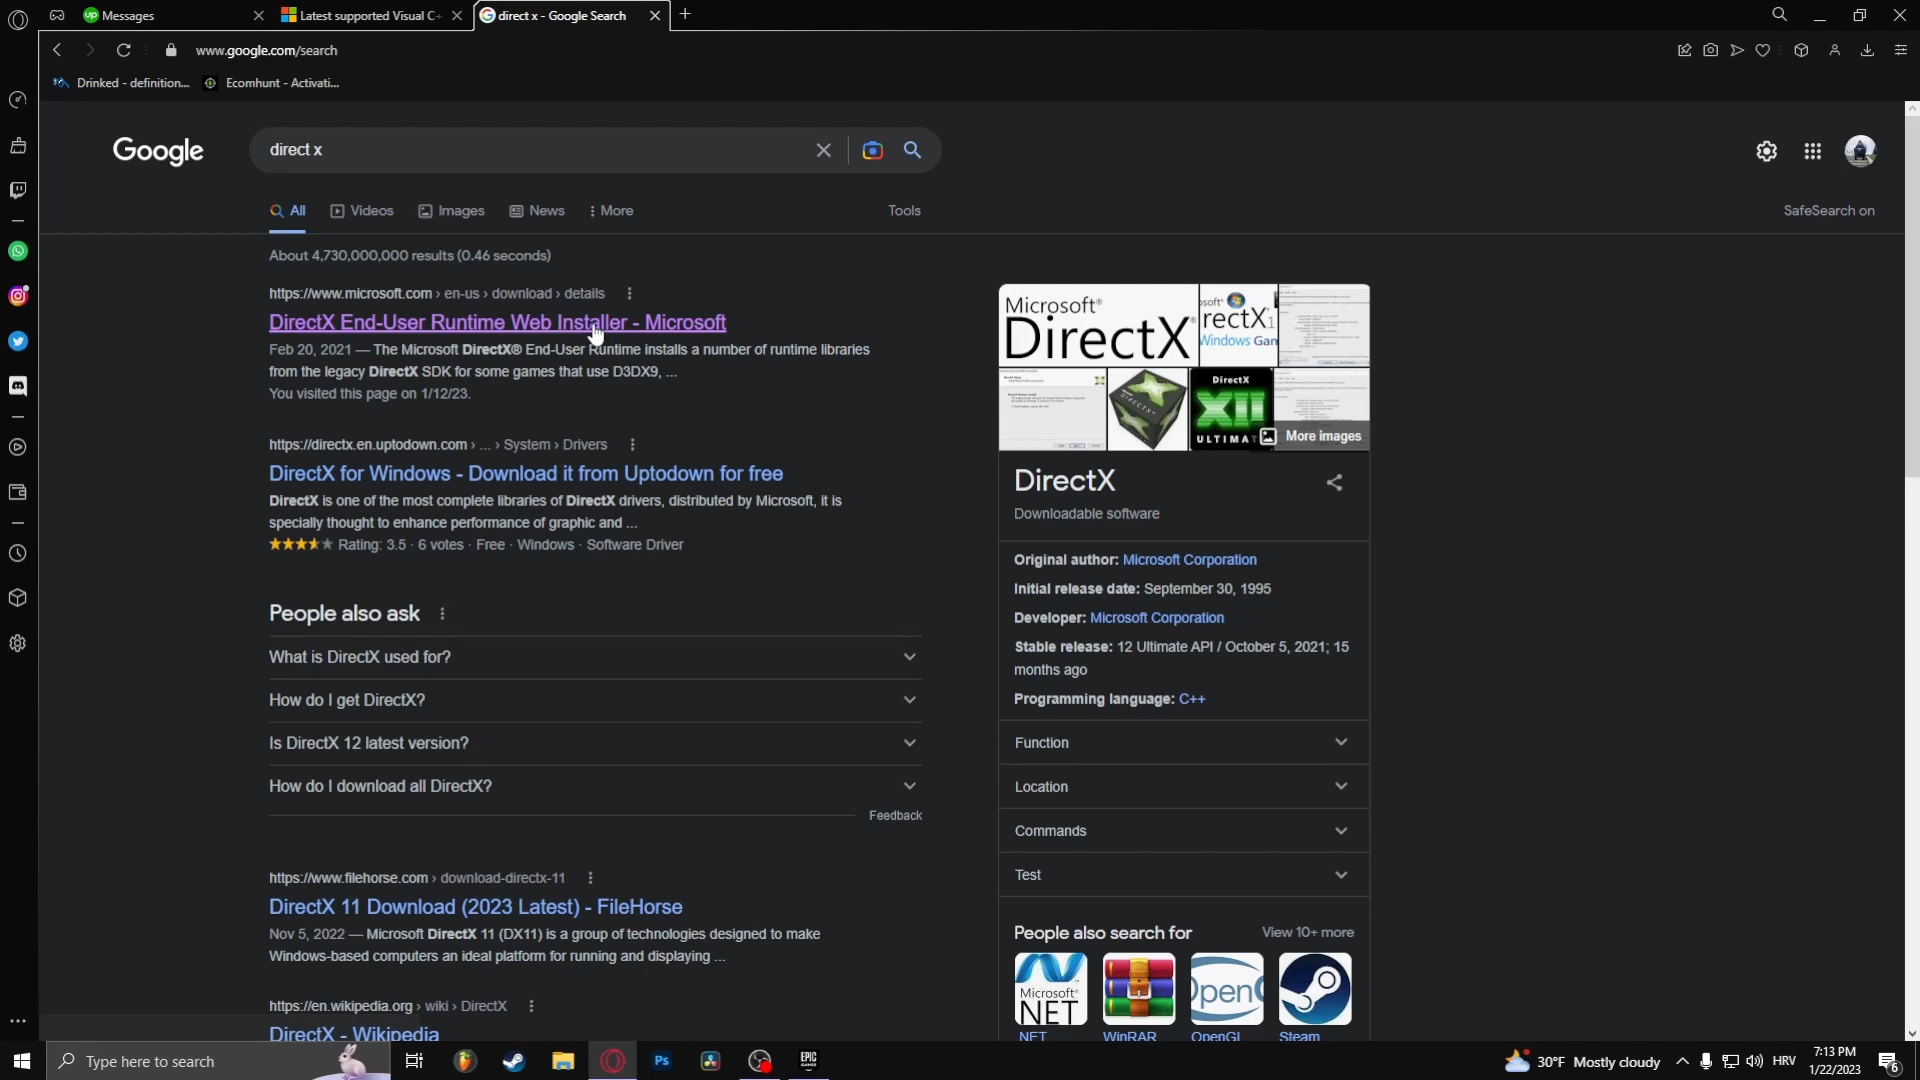 Messages
Latest supported Visual C+
direct x - Google Search
www.google.com/search
Drinked - definition...
Ecomhunt - Activati...
Google
direct x
All
Videos
Images
News
More
Tools
SafeSearch on
About 4,730,000,000 results (0.46 seconds)
https://www.microsoft.com › en-us › download › details
DirectX End-User Runtime Web Installer - Microsoft
Feb 20, 2021 — The Microsoft DirectX® End-User Runtime installs a number of runtime libraries
from the legacy DirectX SDK for some games that use D3DX9, ...
You visited this page on 1/12/23.
https://directx.en.uptodown.com › ... › System › Drivers
DirectX for Windows - Download it from Uptodown for free
DirectX is one of the most complete libraries of DirectX drivers, distributed by Microsoft, it is
specially thought to enhance performance of graphic and ...
Rating: 3.5 · 6 votes · Free · Windows · Software Driver
People also ask
What is DirectX used for?
How do I get DirectX?
Is DirectX 12 latest version?
How do I download all DirectX?
Feedback
https://www.filehorse.com › download-directx-11
DirectX 11 Download (2023 Latest) - FileHorse
Nov 5, 2022 — Microsoft DirectX 11 (DX11) is a group of technologies designed to make
Windows-based computers an ideal platform for running and displaying ...
https://en.wikipedia.org › wiki › DirectX
DirectX - Wikipedia
Microsoft®
DirectX
soft®
rectX1
Windows Gam
DirectX
XII
ULTIMAT
More images
DirectX
Downloadable software
Original author: Microsoft Corporation
Initial release date: September 30, 1995
Developer: Microsoft Corporation
Stable release: 12 Ultimate API / October 5, 2021; 15
months ago
Programming language: C++
Function
Location
Commands
Test
People also search for
View 10+ more
Microsoft
.NET
penG
.NET
WinRAR
OpenGL
Steam
Type here to search
Ps
EPIC
GAMES
30°F Mostly cloudy
HRV
7:13 PM
1/22/2023
6